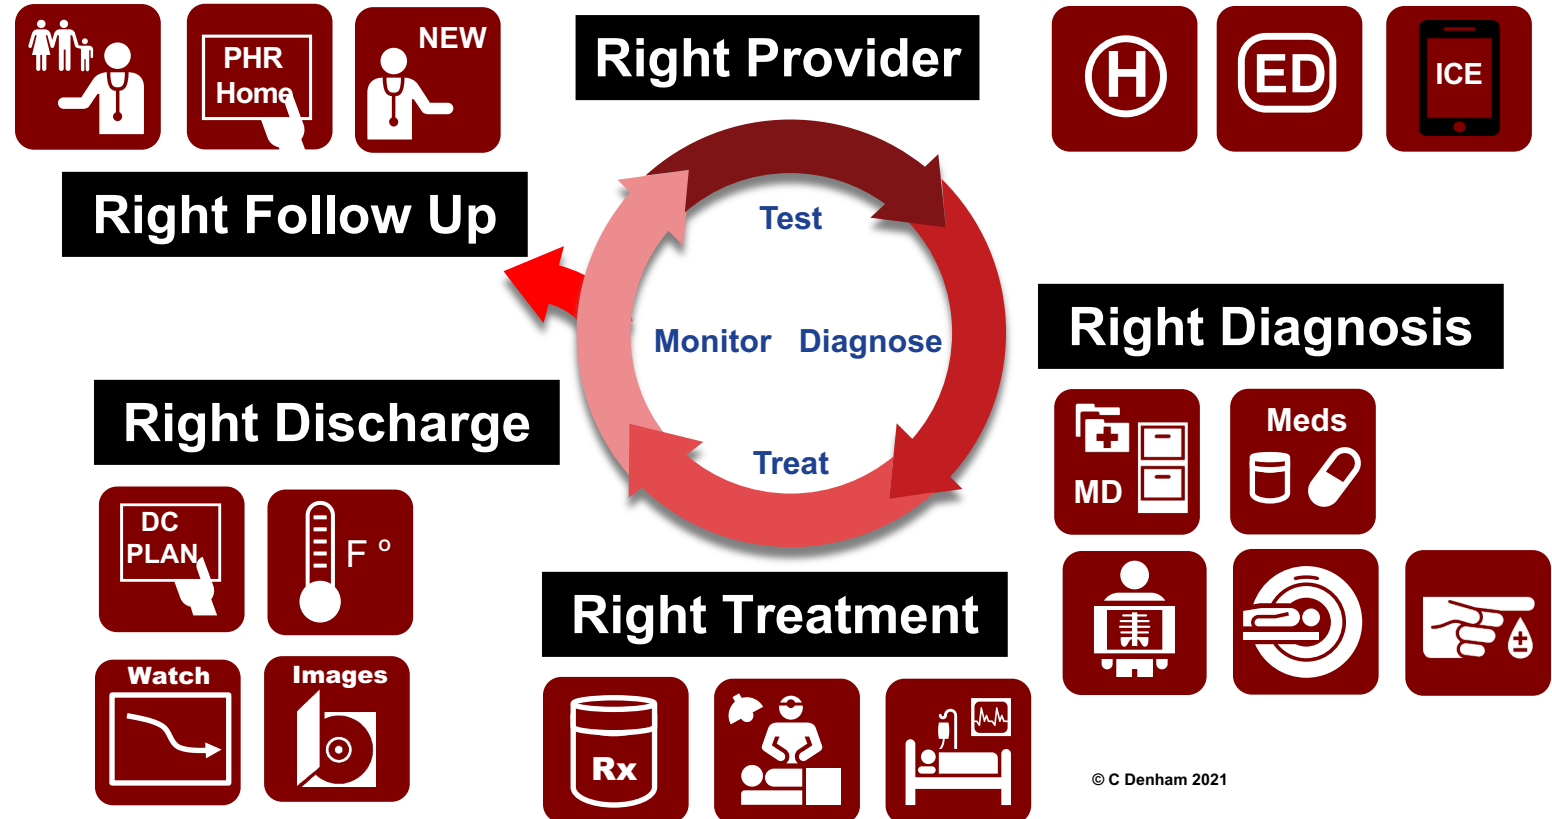 NEW
PHR
Home
Right Provider
H
ED
ICE
Right Follow Up
Test
Monitor
Diagnose
Treat
Right Diagnosis
MD
Meds
Right Discharge
DC
PLAN
F °
Watch
Images
Right Treatment
Rx
±
© C Denham 2021